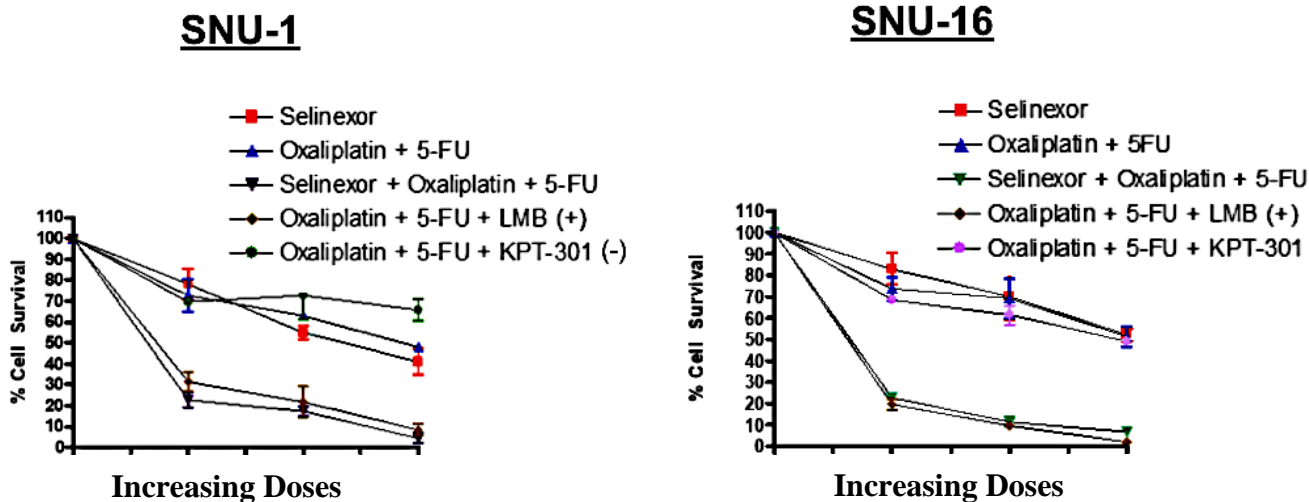 SNU-1
Selinexor
Oxaliplatin + 5-FU
Selinexor + Oxaliplatin + 5-FU
Oxaliplatin + 5-FU + LMB (+)
Oxaliplatin + 5-FU + KPT-301 (-)
110
100
90
80
70
60
50
40
30
20
10
0
% Cell Survival
Increasing Doses
SNU-16
Selinexor
Oxaliplatin + 5FU
Selinexor + Oxaliplatin + 5-FU
Oxaliplatin + 5-FU + LMB (+)
Oxaliplatin + 5-FU + KPT-301
110
100
90
80
70
60
50
40
30
20
10
0
% Cell Survival
Increasing Doses